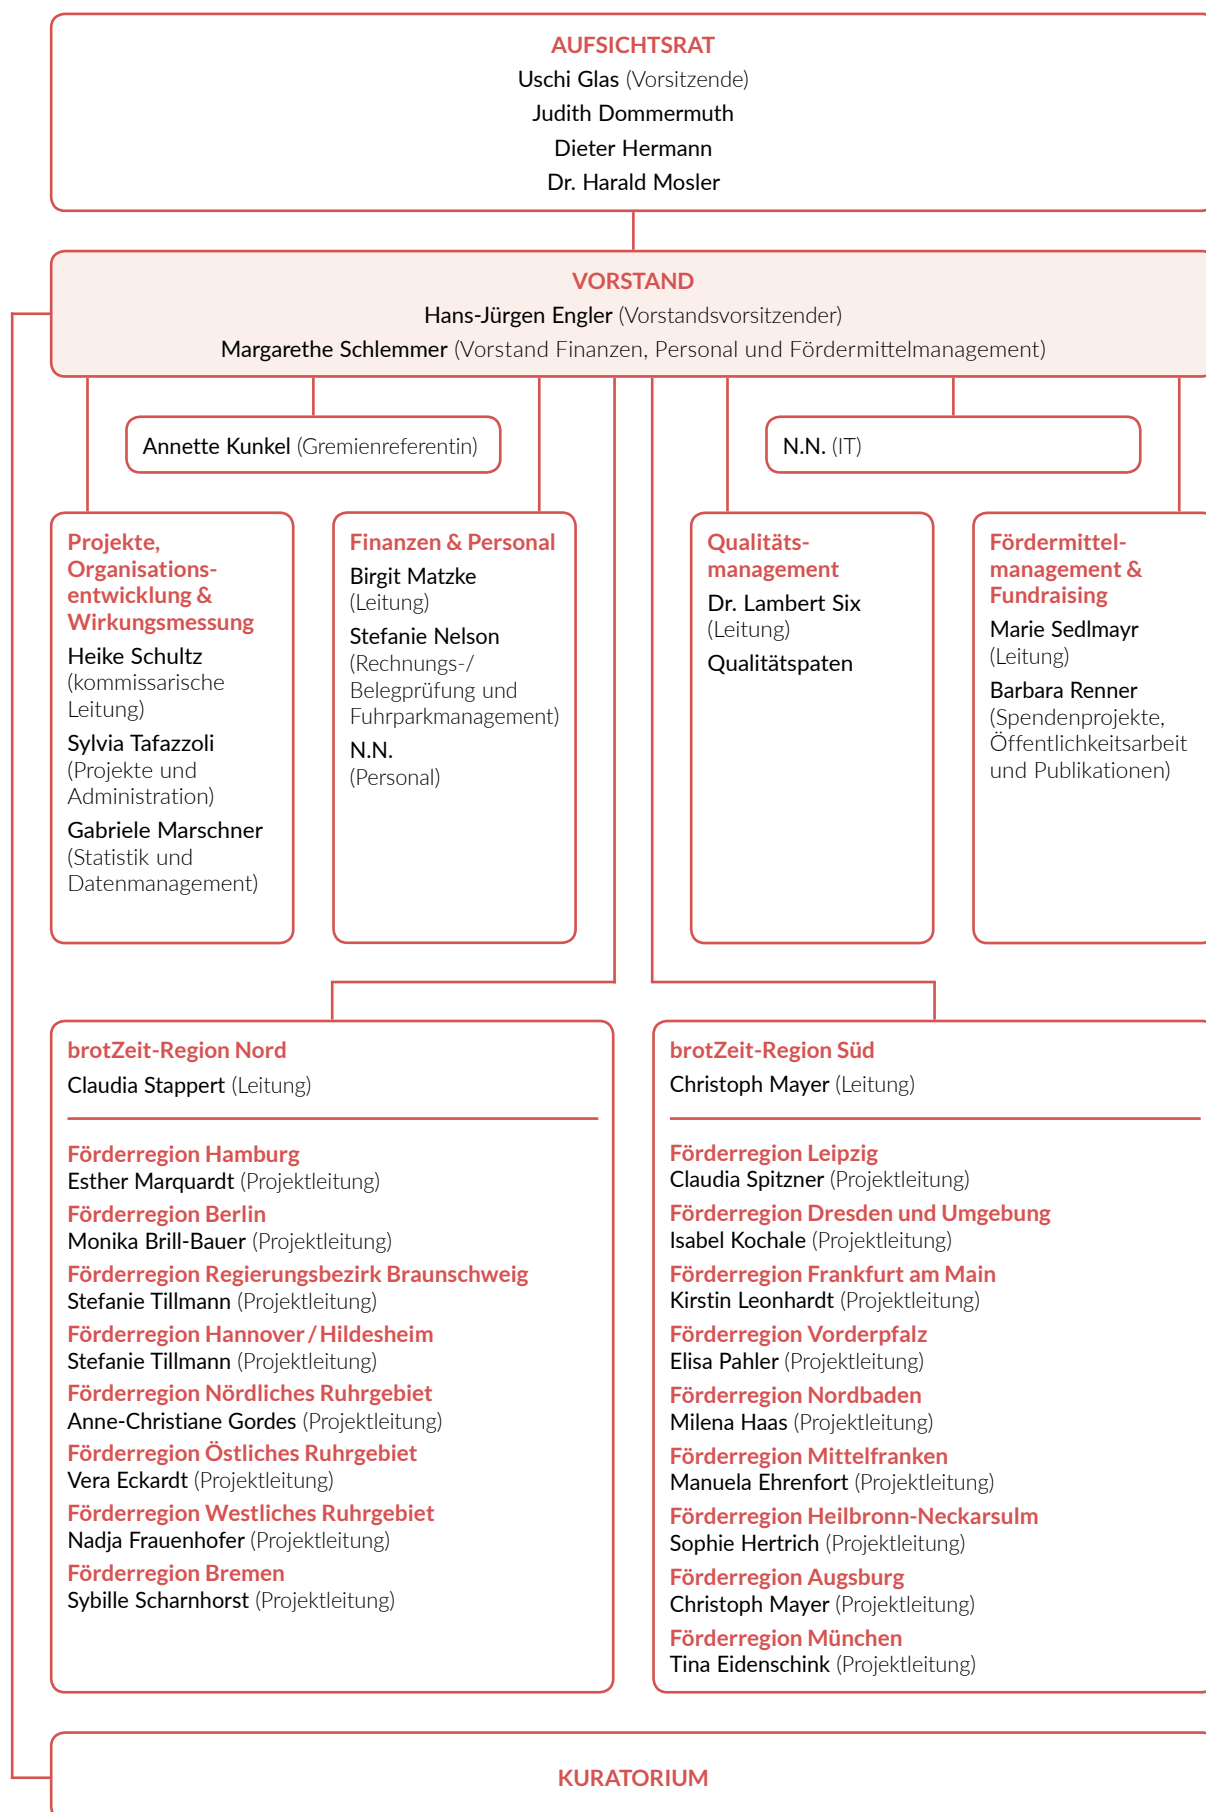 AUFSICHTSRAT
Uschi Glas (Vorsitzende)
Judith Dommermuth
Dieter Hermann
Dr. Harald Mosler
VORSTAND
Hans-Jürgen Engler (Vorstandsvorsitzender)
Margarethe Schlemmer (Vorstand Finanzen, Personal und Fördermittelmanagement)
Annette Kunkel (Gremienreferentin)
N.N. (IT)
Projekte,
Organisations-
entwicklung &
Wirkungsmessung
Heike Schultz
(kommissarische
Leitung)
Sylvia Tafazzoli
(Projekte und
Administration)
Gabriele Marschner
(Statistik und
Datenmanagement)
Finanzen & Personal
Birgit Matzke
(Leitung)
Stefanie Nelson
(Rechnungs-/
Belegprüfung und
Fuhrparkmanagement)
N.N.
(Personal)
Qualitäts-
management
Dr. Lambert Six
(Leitung)
Qualitätspaten
Fördermittel-
management &
Fundraising
Marie Sedlmayr
(Leitung)
Barbara Renner
(Spendenprojekte,
Öffentlichkeitsarbeit
und Publikationen)
brotZeit-Region Nord
Claudia Stappert (Leitung)
Förderregion Hamburg
Esther Marquardt (Projektleitung)
Förderregion Berlin
Monika Brill-Bauer (Projektleitung)
Förderregion Regierungsbezirk Braunschweig
Stefanie Tillmann (Projektleitung)
Förderregion Hannover / Hildesheim
Stefanie Tillmann (Projektleitung)
Förderregion Nördliches Ruhrgebiet
Anne-Christiane Gordes (Projektleitung)
Förderregion Östliches Ruhrgebiet
Vera Eckardt (Projektleitung)
Förderregion Westliches Ruhrgebiet
Nadja Frauenhofer (Projektleitung)
Förderregion Bremen
Sybille Scharnhorst (Projektleitung)
brotZeit-Region Süd
Christoph Mayer (Leitung)
Förderregion Leipzig
Claudia Spitzner (Projektleitung)
Förderregion Dresden und Umgebung
Isabel Kochale (Projektleitung)
Förderregion Frankfurt am Main
Kirstin Leonhardt (Projektleitung)
Förderregion Vorderpfalz
Elisa Pahler (Projektleitung)
Förderregion Nordbaden
Milena Haas (Projektleitung)
Förderregion Mittelfranken
Manuela Ehrenfort (Projektleitung)
Förderregion Heilbronn-Neckarsulm
Sophie Hertrich (Projektleitung)
Förderregion Augsburg
Christoph Mayer (Projektleitung)
Förderregion München
Tina Eidenschink (Projektleitung)
KURATORIUM